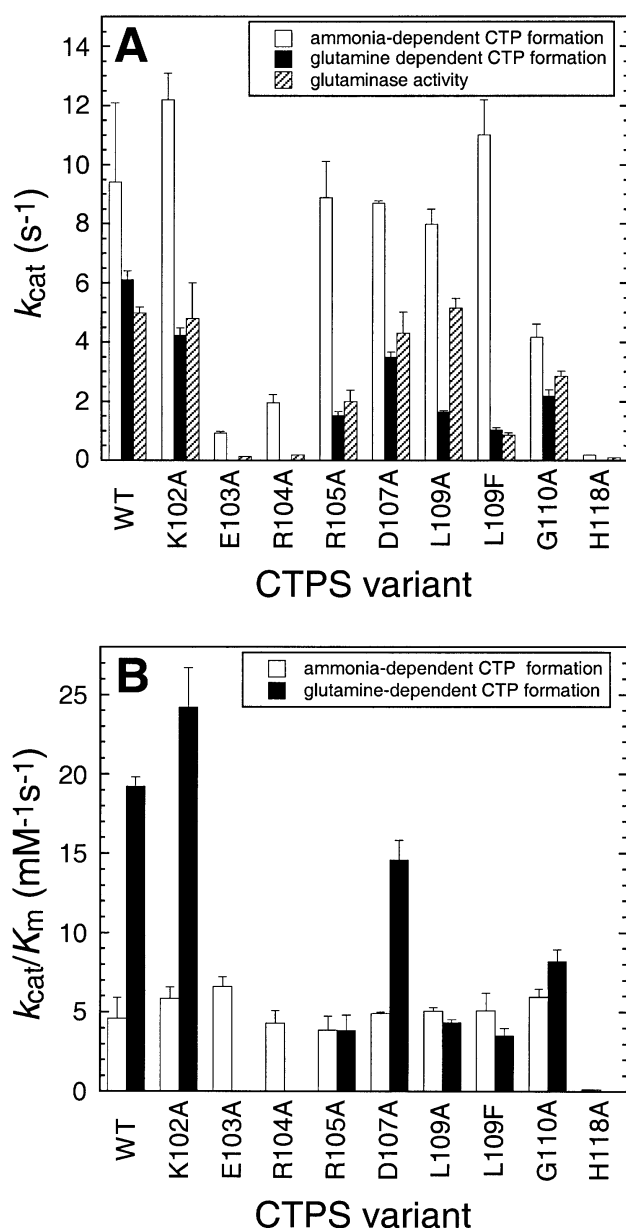 A
ammonia-dependent CTP formation
glutamine dependent CTP formation
glutaminase activity
14
12
10
8
6
4
2
0
kcat (s-1)
WT
K102A
E103A
R104A
R105A
D107A
L109A
L109F
G110A
H118A
CTPS variant
B
ammonia-dependent CTP formation
glutamine-dependent CTP formation
25
20
15
10
5
0
kcat/Km (mM-1s-1)
WT
K102A
E103A
R104A
R105A
D107A
L109A
L109F
G110A
H118A
CTPS variant